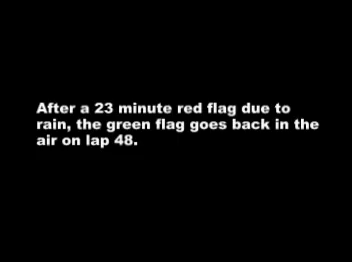 After a 23 minute red flag due to
rain, the green flag goes back in the
air on lap 48.